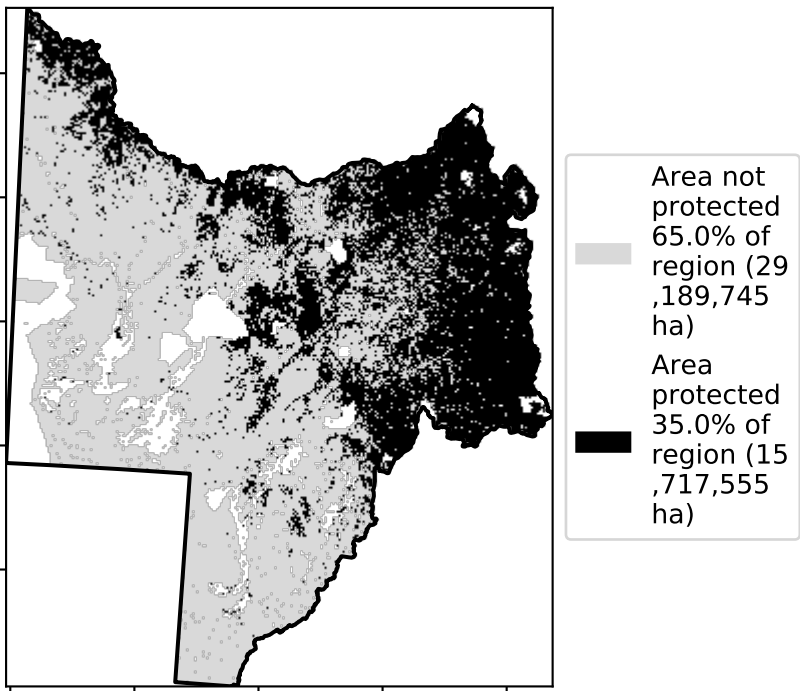 Area not
protected
65.0% of
region (29
,189,745
ha)
Area
protected
35.0% of
region (15
,717,555
ha)